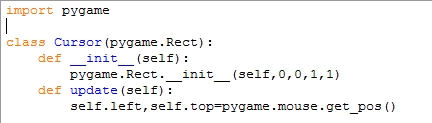 import pygame

class Cursor(pygame.Rect):
    def __init__(self):
        pygame.Rect.__init__(self,0,0,1,1)
    def update(self):
        self.left,self.top=pygame.mouse.get_pos()